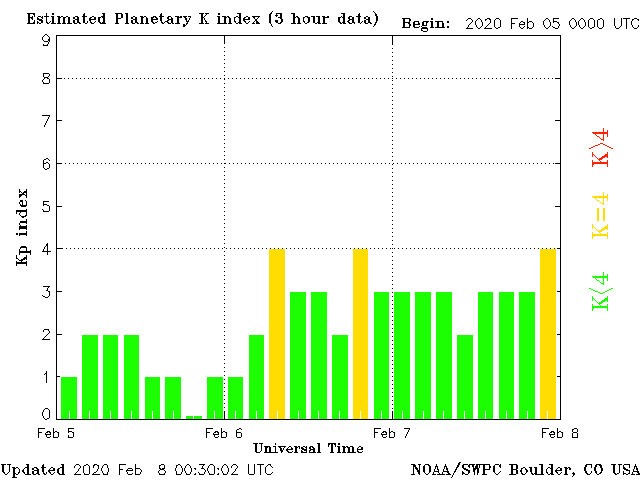 Estimated Planetary K index (3 hour data) Begin: 2020 Feb 05 0000 UTC
9
8
7
6
5
4
3
2
1
0
Kp index
K>4
K=4
K<4
Feb 5 Feb 6 Feb 7 Feb 8
Universal Time
Updated 2020 Feb 8 00:30:02 UTC NOAA/SWPC Boulder, CO USA